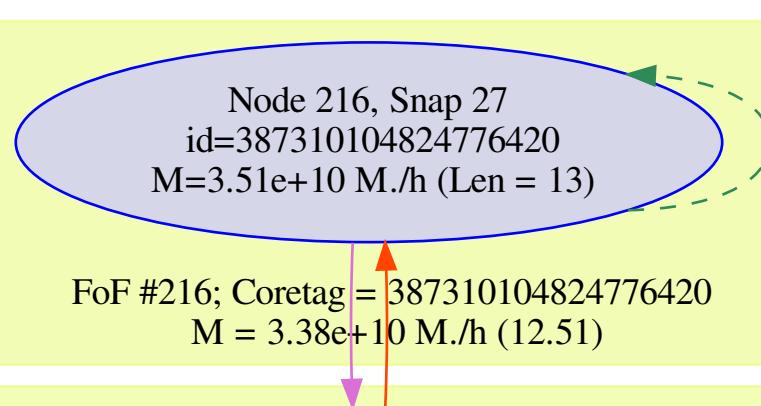 Node 216, Snap 27
id=387310104824776420
M=3.51e+10 M./h (Len = 13)
FoF #216; Coretag = 387310104824776420
M = 3.38e+10 M./h (12.51)